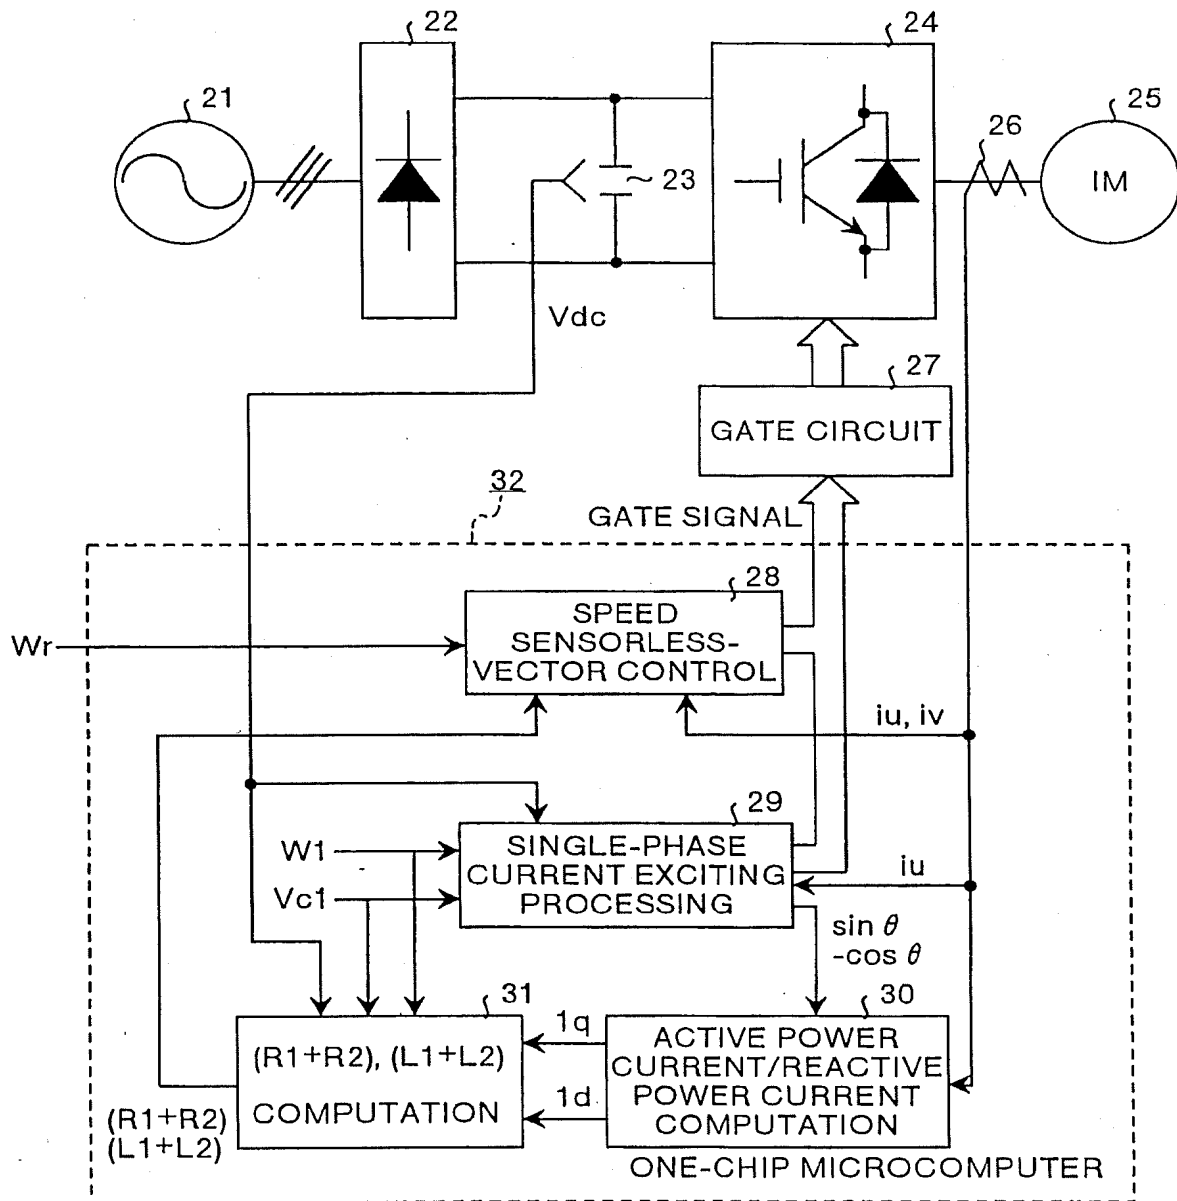 22
24
21
26
25
23
IM
Vdc
27
GATE CIRCUIT
32
GATE SIGNAL
28
SPEED
SENSORLESS-
VECTOR CONTROL
Wr
iu, iv
29
W1
SINGLE-PHASE
CURRENT EXCITING
PROCESSING
Vc1
iu
sin θ
-cos θ
31
30
(R1+R2), (L1+L2)
COMPUTATION
1q
1d
ACTIVE POWER
CURRENT/REACTIVE
POWER CURRENT
COMPUTATION
(R1+R2)
(L1+L2)
ONE-CHIP MICROCOMPUTER